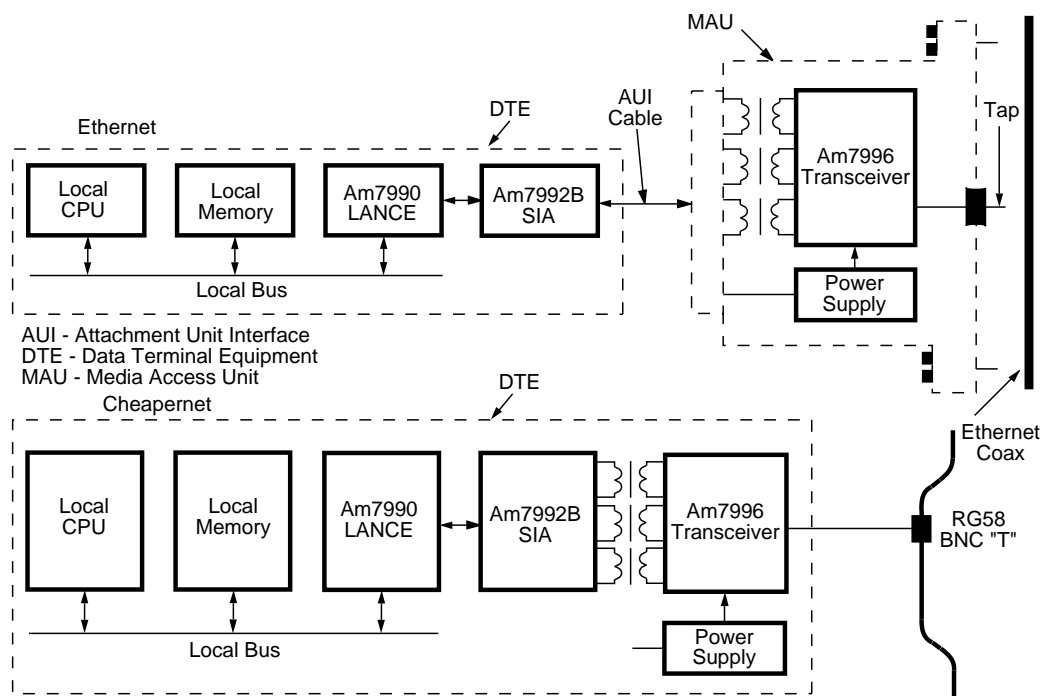 MAU
AUI
Cable
DTE
Ethernet
Tap
Local
CPU
Local
Memory
Am7990
LANCE
Am7992B
SIA
Am7996
Transceiver
Local Bus
Power
Supply
AUI - Attachment Unit Interface
DTE - Data Terminal Equipment
MAU - Media Access Unit
Cheapernet
DTE
Ethernet
Coax
Local
CPU
Local
Memory
Am7990
LANCE
Am7992B
SIA
Am7996
Transceiver
RG58
BNC "T"
Local Bus
Power
Supply